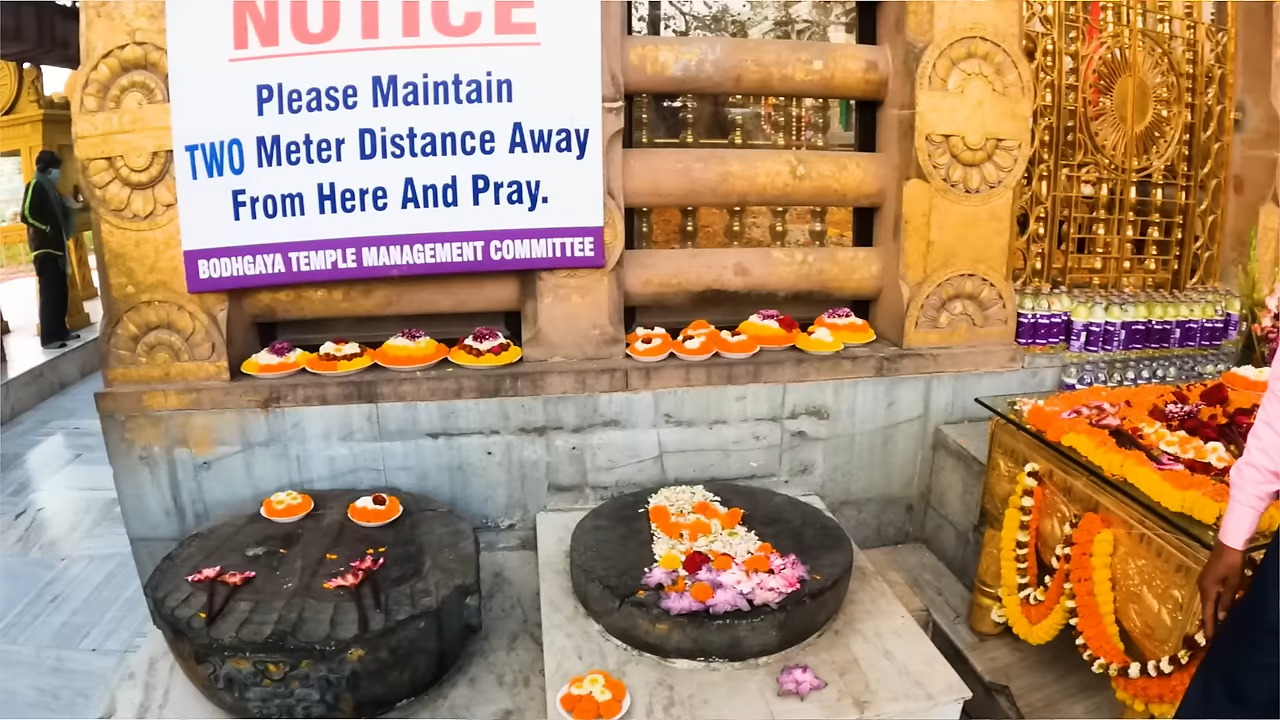 NOTICE
Please Maintain
TWO Meter Distance Away
From Here And Pray.
BODHGAYA TEMPLE MANAGEMENT COMMITTEE